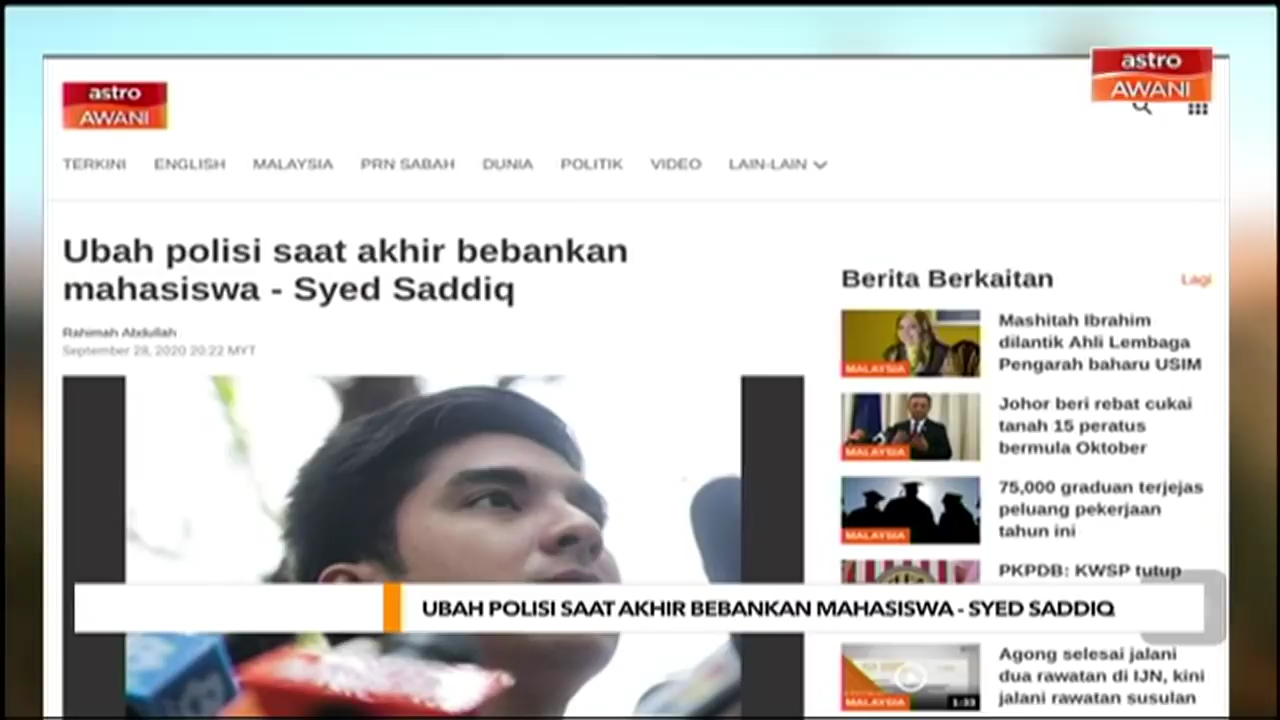 astro
AWANI
astro
AWANI
TERKINI ENGLISH MALAYSIA PRN SABAH DUNIA POLITIK VIDEO LAIN-LAIN
Ubah polisi saat akhir bebankan
mahasiswa - Syed Saddiq
Rahimah Abdullah
September 28, 2020 20:22 MYT
Berita Berkaitan
Lagi
MALAYSIA
Mashitah Ibrahim
dilantik Ahli Lembaga
Pengarah baharu USIM
MALAYSIA
Johor beri rebat cukai
tanah 15 peratus
bermula Oktober
MALAYSIA
75,000 graduan terjejas
peluang pekerjaan
tahun ini
PKPDB: KWSP tutup
UBAH POLISI SAAT AKHIR BEBANKAN MAHASISWA - SYED SADDIQ
MALAYSIA
1:33
Agong selesai jalani
dua rawatan di IJN, kini
jalani rawatan susulan